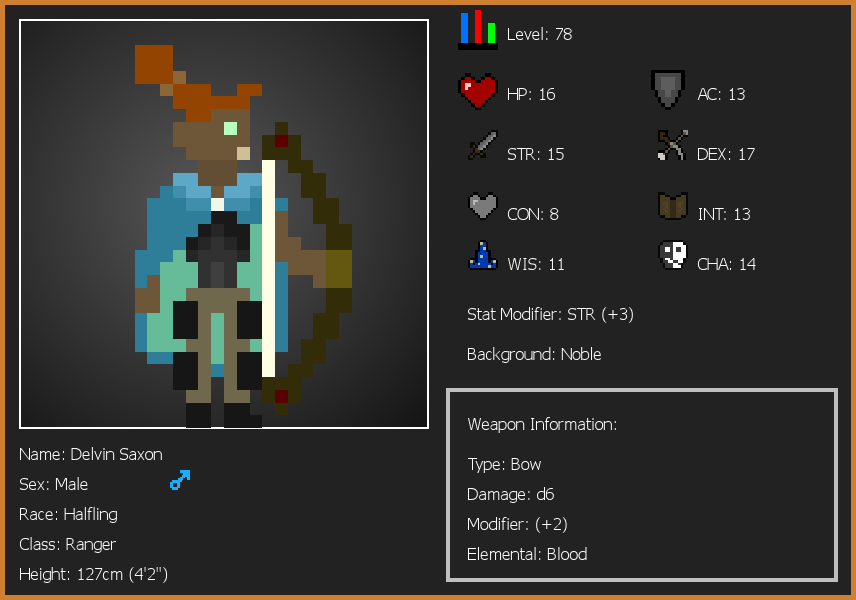 Level: 78
HP: 16
AC: 13
STR: 15
DEX: 17
CON: 8
INT: 13
WIS: 11
CHA: 14
Stat Modifier: STR (+3)
Background: Noble
Weapon Information:
Type: Bow
Damage: d6
Modifier: (+2)
Elemental: Blood
Name: Delvin Saxon
Sex: Male
Race: Halfling
Class: Ranger
Height: 127cm (4'2")